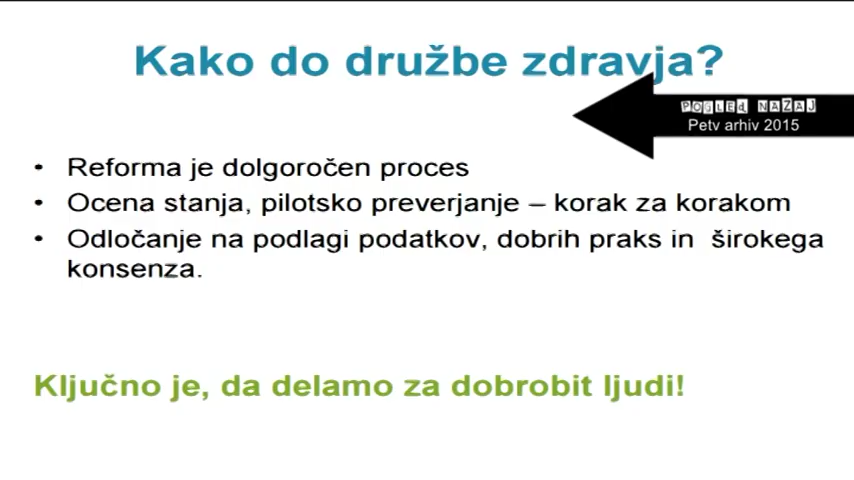 Kako do družbe zdravja?
POGLEd NAZAJ
Petv arhiv 2015
• Reforma je dolgoročen proces
• Ocena stanja, pilotsko preverjanje – korak za korakom
• Odločanje na podlagi podatkov, dobrih praks in širokega
konsenza.
Ključno je, da delamo za dobrobit ljudi!